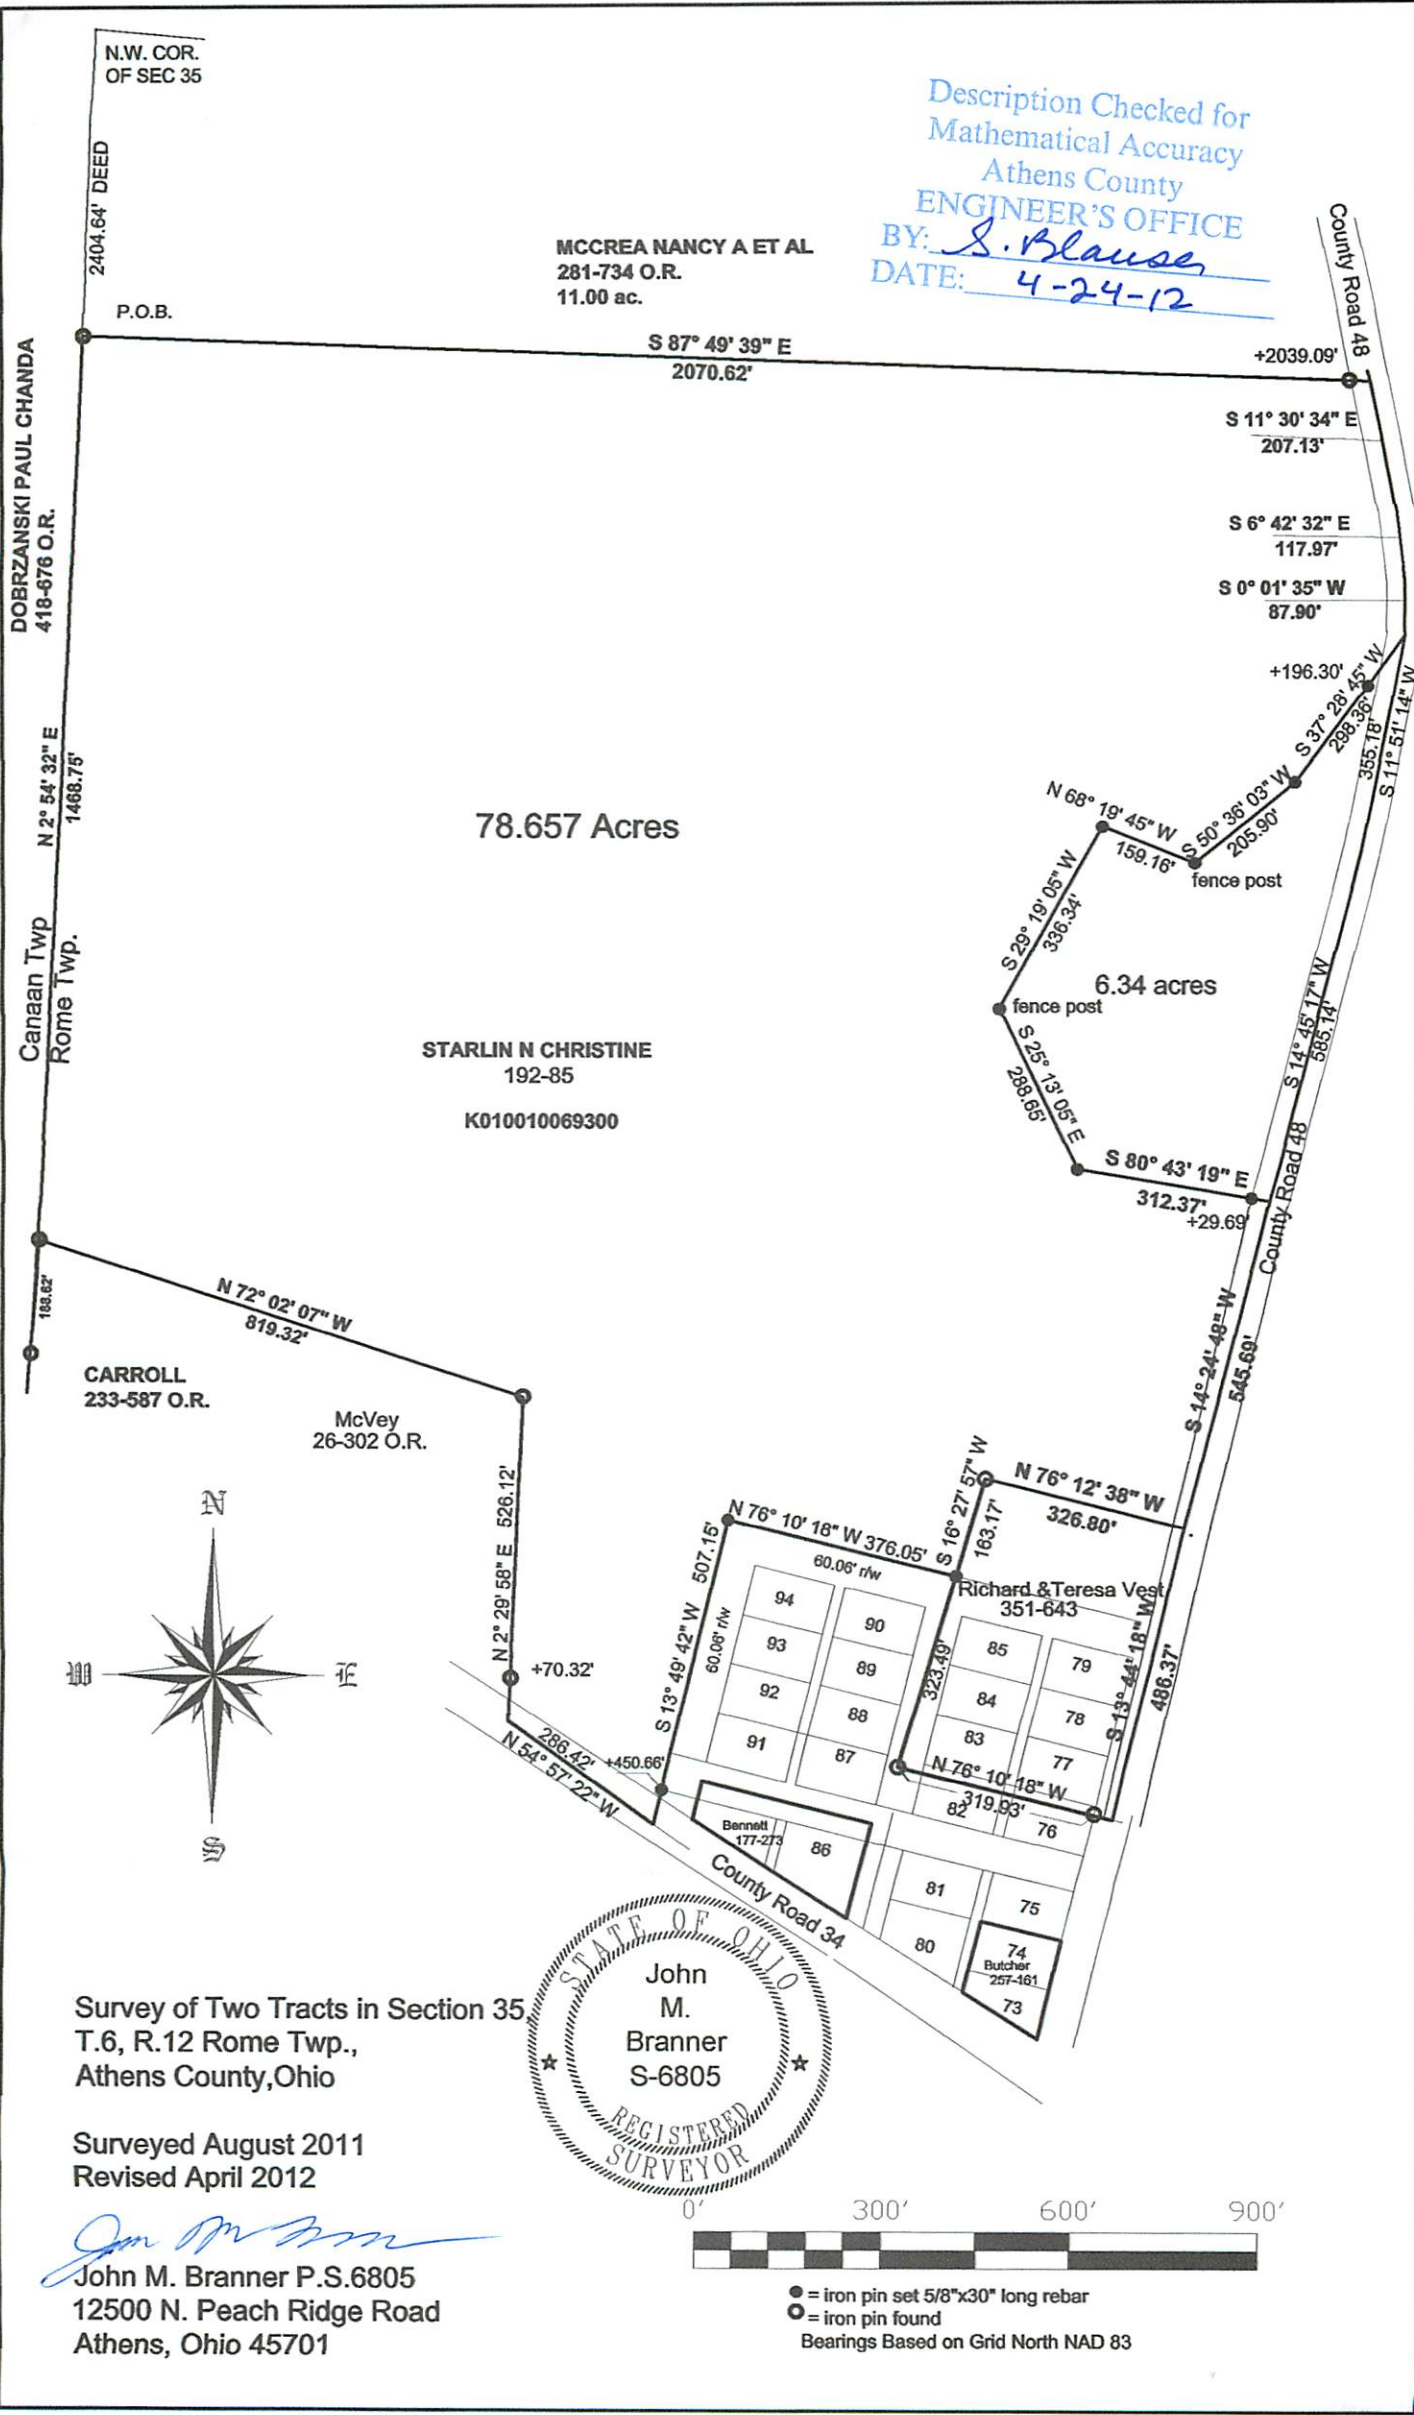 N.W. COR.
OF SEC 35
2404.64' DEED
Description Checked for
Mathematical Accuracy
Athens County
ENGINEER'S OFFICE
BY: S. Blauser
DATE: 4-24-12
MCCREA NANCY A ET AL
281-734 O.R.
11.00 ac.
County Road 48
P.O.B.
S 87° 49' 39" E
2070.62'
+2039.09'
DOBRZANSKI PAUL CHANDA
418-676 O.R.
S 11° 30' 34" E
207.13'
S 6° 42' 32" E
117.97'
S 0° 01' 35" W
87.90'
+196.30'
S 37° 28' 45" W
298.36'
S 11° 51' 14" W
355.18'
N 2° 54' 32" E
1468.75'
78.657 Acres
N 68° 19' 45" W
159.16'
S 50° 36' 03" W
205.90'
fence post
S 29° 19' 05" W
336.34'
Canaan Twp
Rome Twp.
6.34 acres
fence post
S 14° 45' 17" W
585.14'
STARLIN N CHRISTINE
192-85
K010010069300
S 25° 13' 05" E
288.65'
S 80° 43' 19" E
312.37'
+29.69'
County Road 48
188.62'
N 72° 02' 07" W
819.32'
CARROLL
233-587 O.R.
McVey
26-302 O.R.
S 14° 24' 48" W
545.69'
N 2° 29' 58" E 526.12'
+70.32'
N 76° 12' 38" W
326.80'
S 16° 27' 57" W
163.17'
N 76° 10' 18" W 376.05'
60.06' r/w
S 13° 49' 42" W 507.15'
60.06' r/w
Richard &Teresa Vest
351-643
94
93
92
91
90
89
88
87
323.49'
85
84
83
82
79
78
77
76
S 13° 44' 18" W
486.37'
N 76° 10' 18" W
319.93'
286.42'
N 54° 57' 22" W
+450.66'
Bennett
177-273
86
County Road 34
81
80
75
74
Butcher
257-161
73
N
W
E
S
STATE OF OHIO
John
M.
Branner
S-6805
REGISTERED
SURVEYOR
Survey of Two Tracts in Section 35,
T.6, R.12 Rome Twp.,
Athens County,Ohio
Surveyed August 2011
Revised April 2012
John M. Branner P.S.6805
12500 N. Peach Ridge Road
Athens, Ohio 45701
0' 300' 600' 900'
= iron pin set 5/8"x30" long rebar
= iron pin found
Bearings Based on Grid North NAD 83